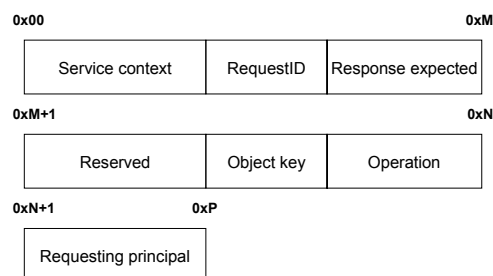 0x00 0xM
Service context RequestID Response expected
0xM+1 0xN
Reserved Object key Operation
0xN+1 0xP
Requesting principal